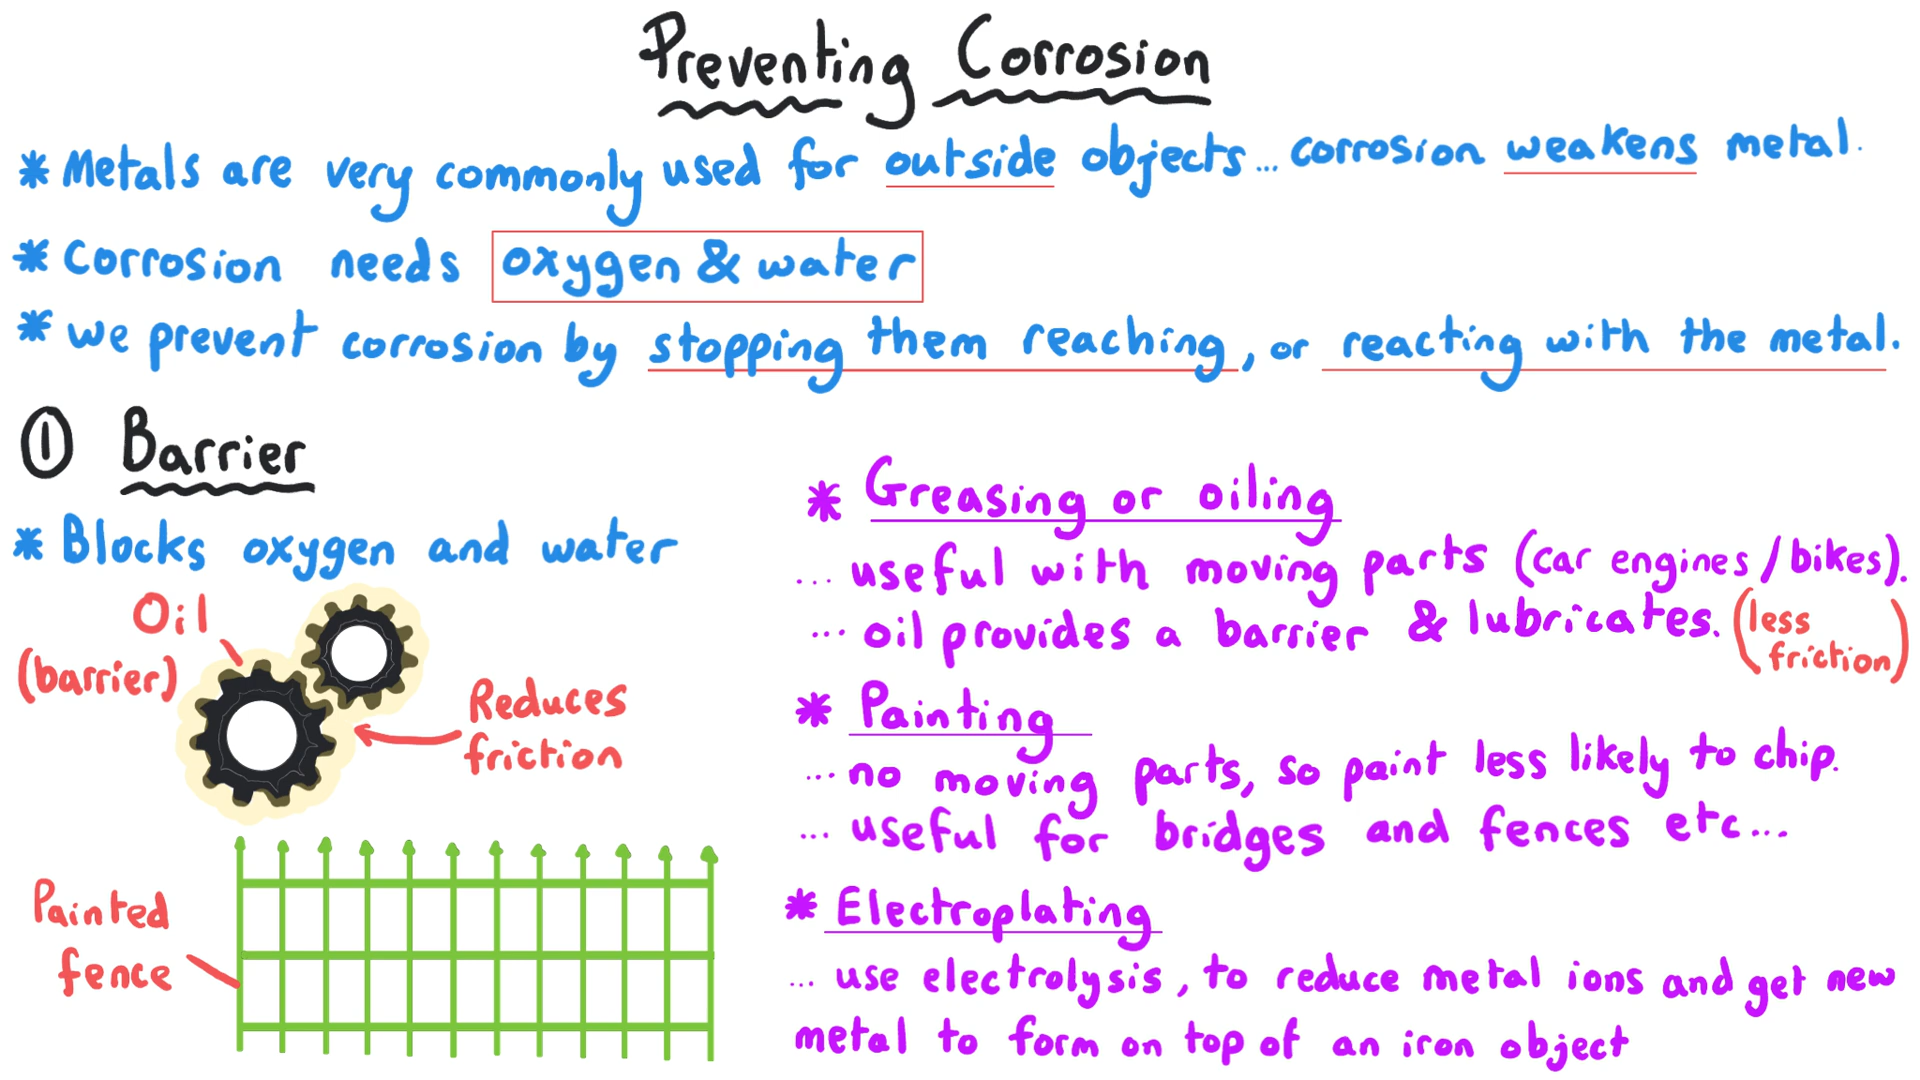 Preventing Corrosion
* Metals are very commonly used for outside objects... corrosion weakens metal.
* Corrosion needs oxygen & water
* we prevent corrosion by stopping them reaching, or reacting with the metal.
① Barrier
* Blocks oxygen and water
Oil
(barrier)
Reduces
friction
Painted
fence
* Greasing or oiling
... useful with moving parts (car engines/bikes).
... oil provides a barrier & lubricates. (less
friction)
* Painting
... no moving parts, so paint less likely to chip.
... useful for bridges and fences etc...
* Electroplating
... use electrolysis, to reduce metal ions and get new
metal to form on top of an iron object